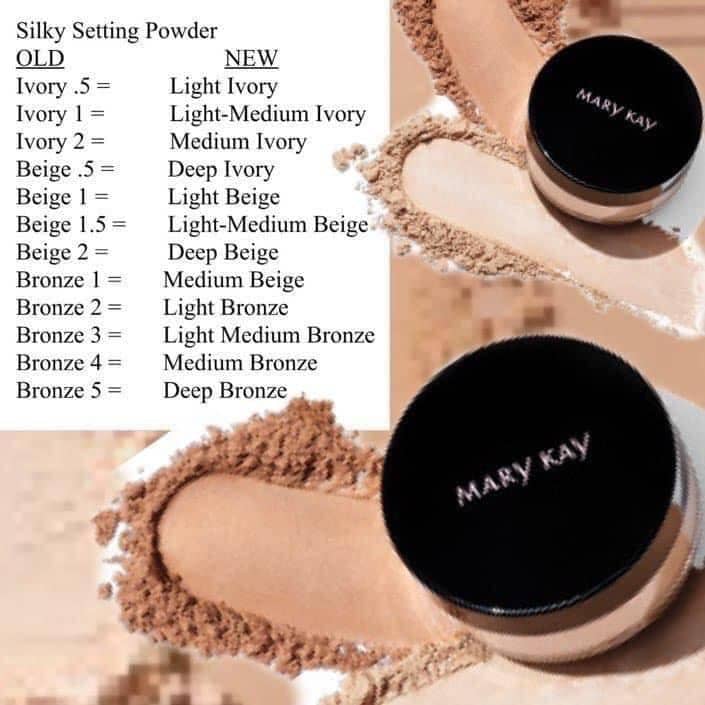 Silky Setting Powder
OLD NEW
Ivory .5 = Light Ivory
Ivory 1 = Light-Medium Ivory
Ivory 2 = Medium Ivory
Beige .5 = Deep Ivory
Beige 1 = Light Beige
Beige 1.5 = Light-Medium Beige
Beige 2 = Deep Beige
Bronze 1 = Medium Beige
Bronze 2 = Light Bronze
Bronze 3 = Light Medium Bronze
Bronze 4 = Medium Bronze
Bronze 5 = Deep Bronze
MARY KAY
MARY KAY